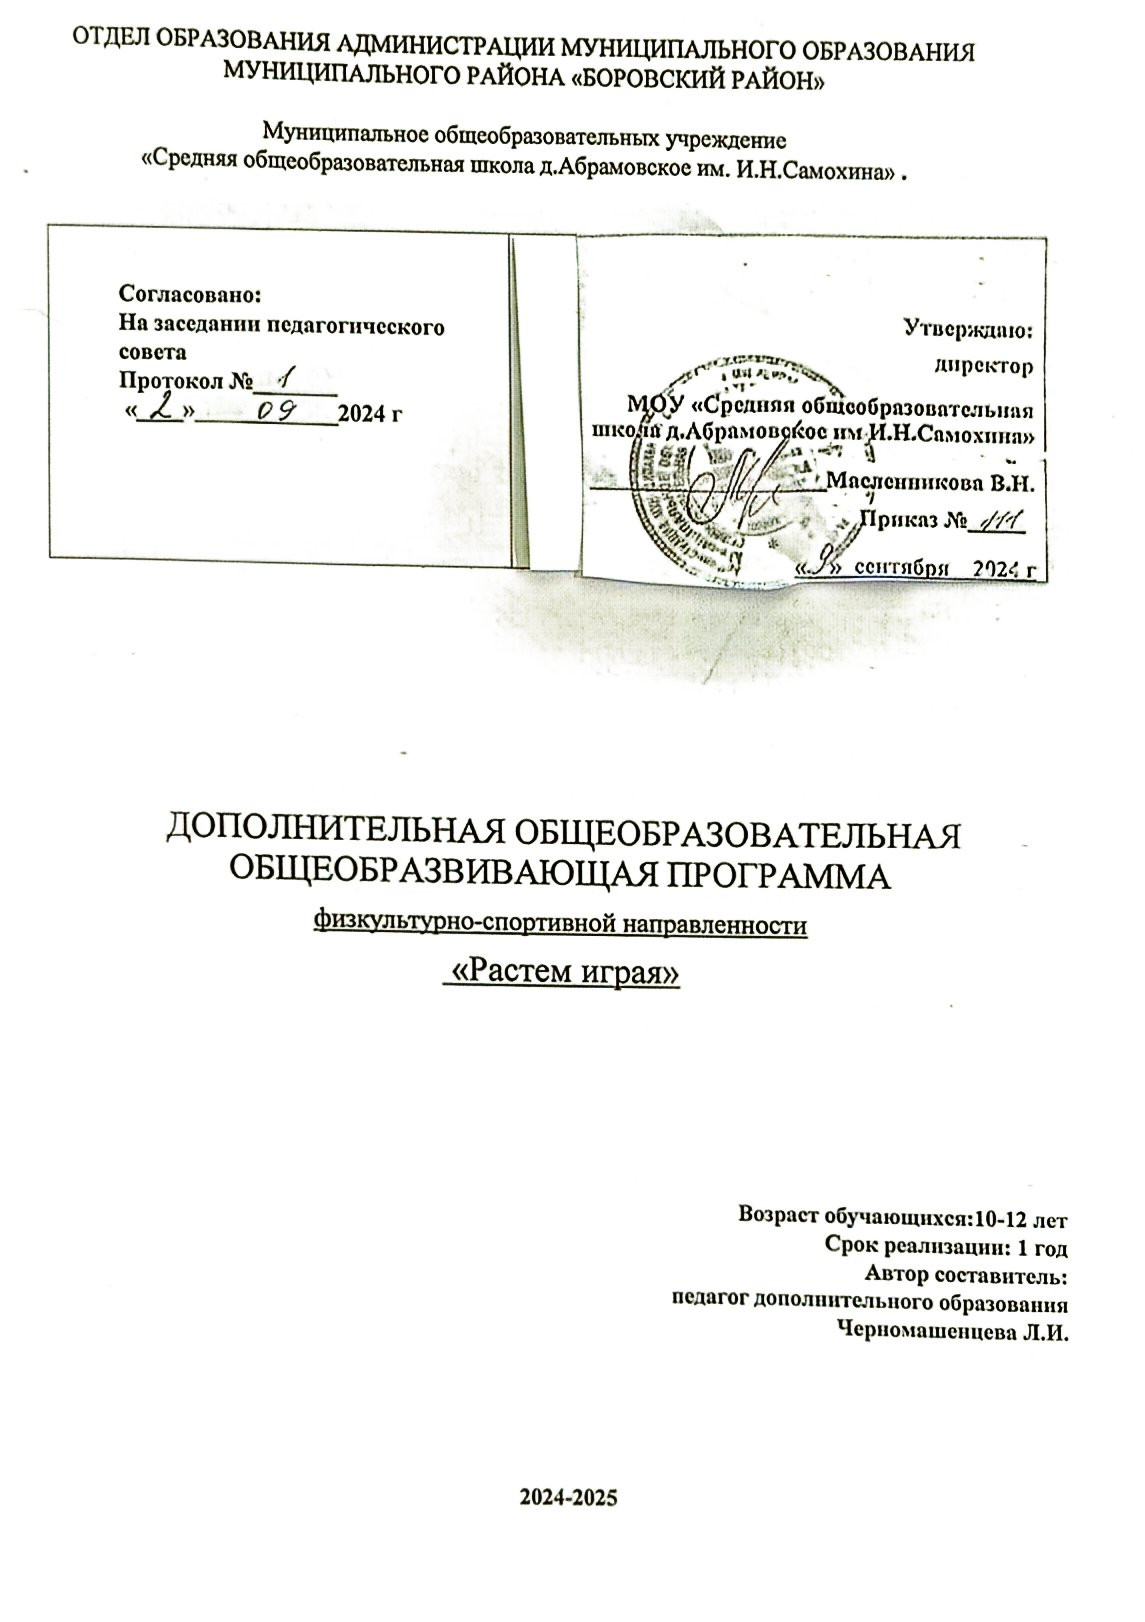 ОТДЕЛ ОБРАЗОВАНИЯ АДМИНИСТРАЦИИ МУНИЦИПАЛЬНОГО ОБРАЗОВАНИЯ
МУНИЦИПАЛЬНОГО РАЙОНА «БОРОВСКИЙ РАЙОН»
Муниципальное общеобразовательных учреждение
«Средняя общеобразовательная школа д.Абрамовское им. И.Н.Самохина» .
Согласовано:
На заседании педагогического
совета
Протокол № 1
«2» 09 2024 г
Утверждаю:
директор
МОУ «Средняя общеобразовательная
школа д.Абрамовское им.И.Н.Самохина»
Масленникова В.Н.
Приказ № 111
«9» сентября 2024 г
ДОПОЛНИТЕЛЬНАЯ ОБЩЕОБРАЗОВАТЕЛЬНАЯ
ОБЩЕОБРАЗВИВАЮЩАЯ ПРОГРАММА
физкультурно-спортивной направленности
«Растем играя»
Возраст обучающихся:10-12 лет
Срок реализации: 1 год
Автор составитель:
педагог дополнительного образования
Черномашенцева Л.И.
2024-2025